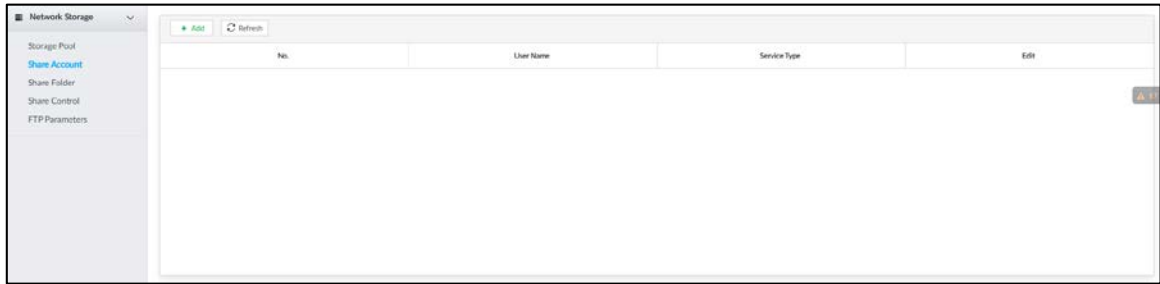 Network Storage
Storage Pool
Share Account
Share Folder
Share Control
FTP Parameters
+ Add Refresh
No. User Name Service Type Edit